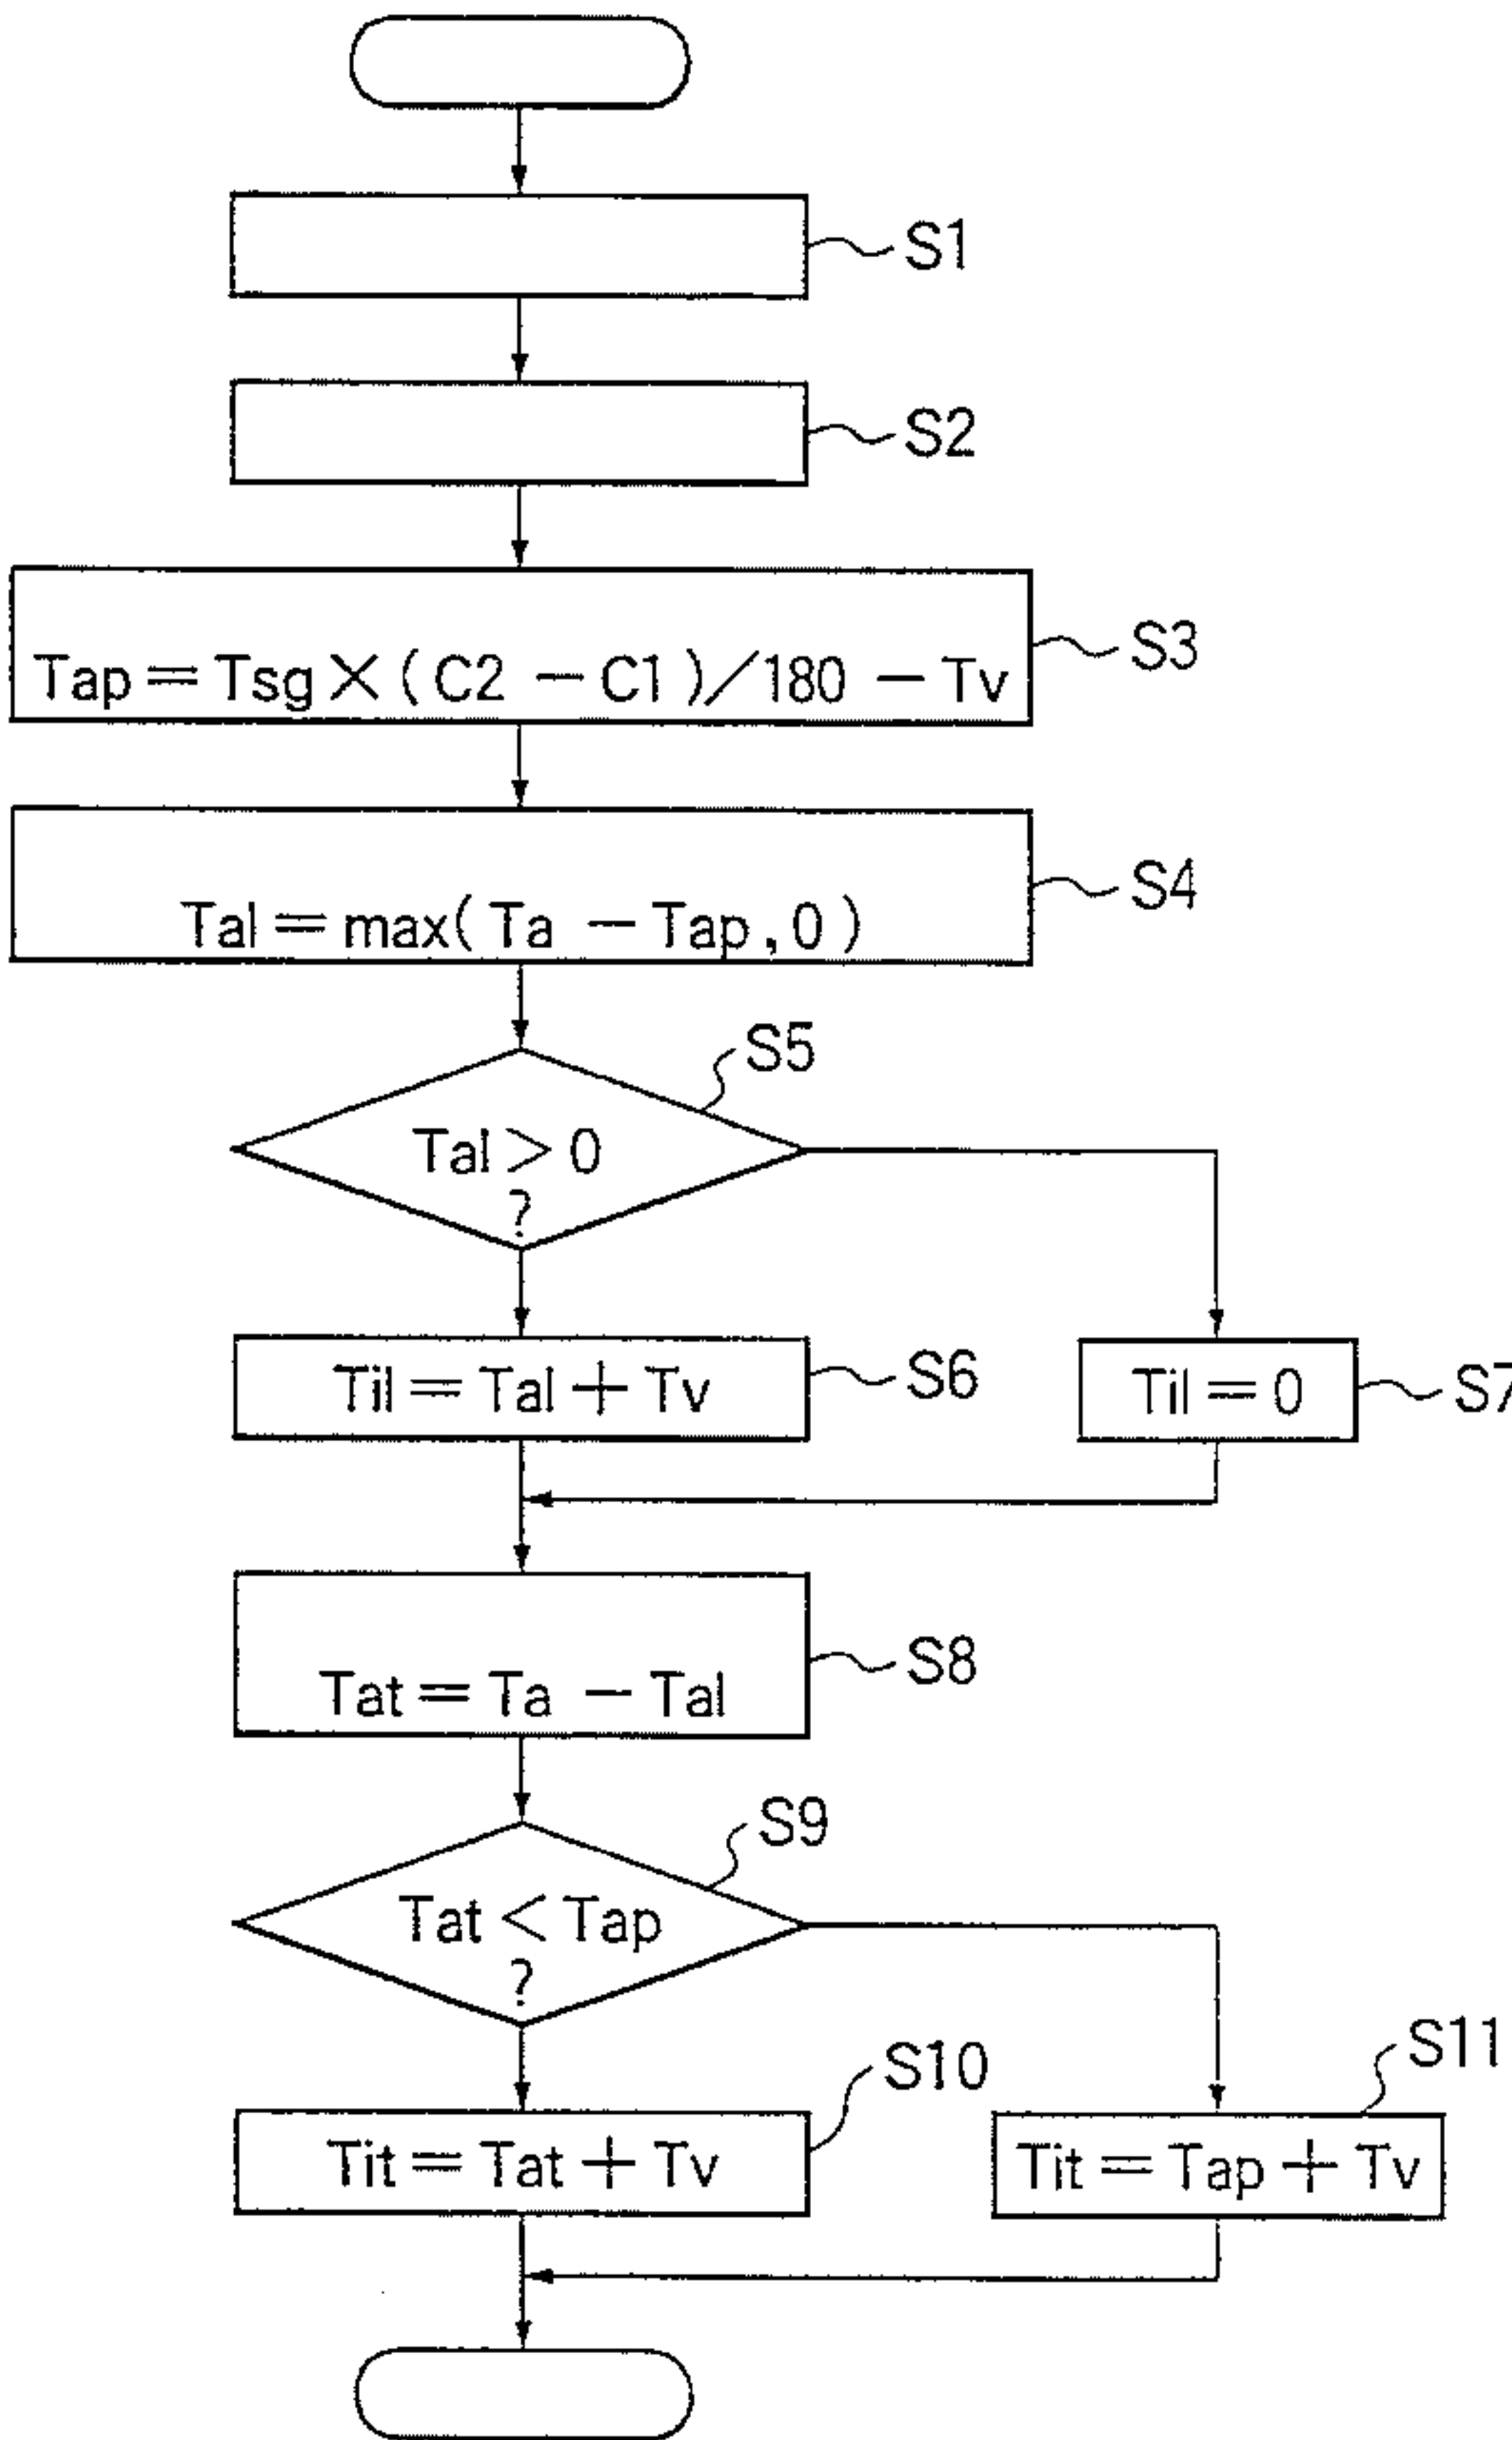 S1
S2
S3
Tap = Tsg × (C2 − C1)/180 − Tv
S4
Tal = max(Ta − Tap, 0)
S5
Tal > 0
?
S6
Til = Tal + Tv
S7
Til = 0
S8
Tat = Ta − Tal
S9
Tat < Tap
?
S10
Tit = Tat + Tv
S11
Tit = Tap + Tv